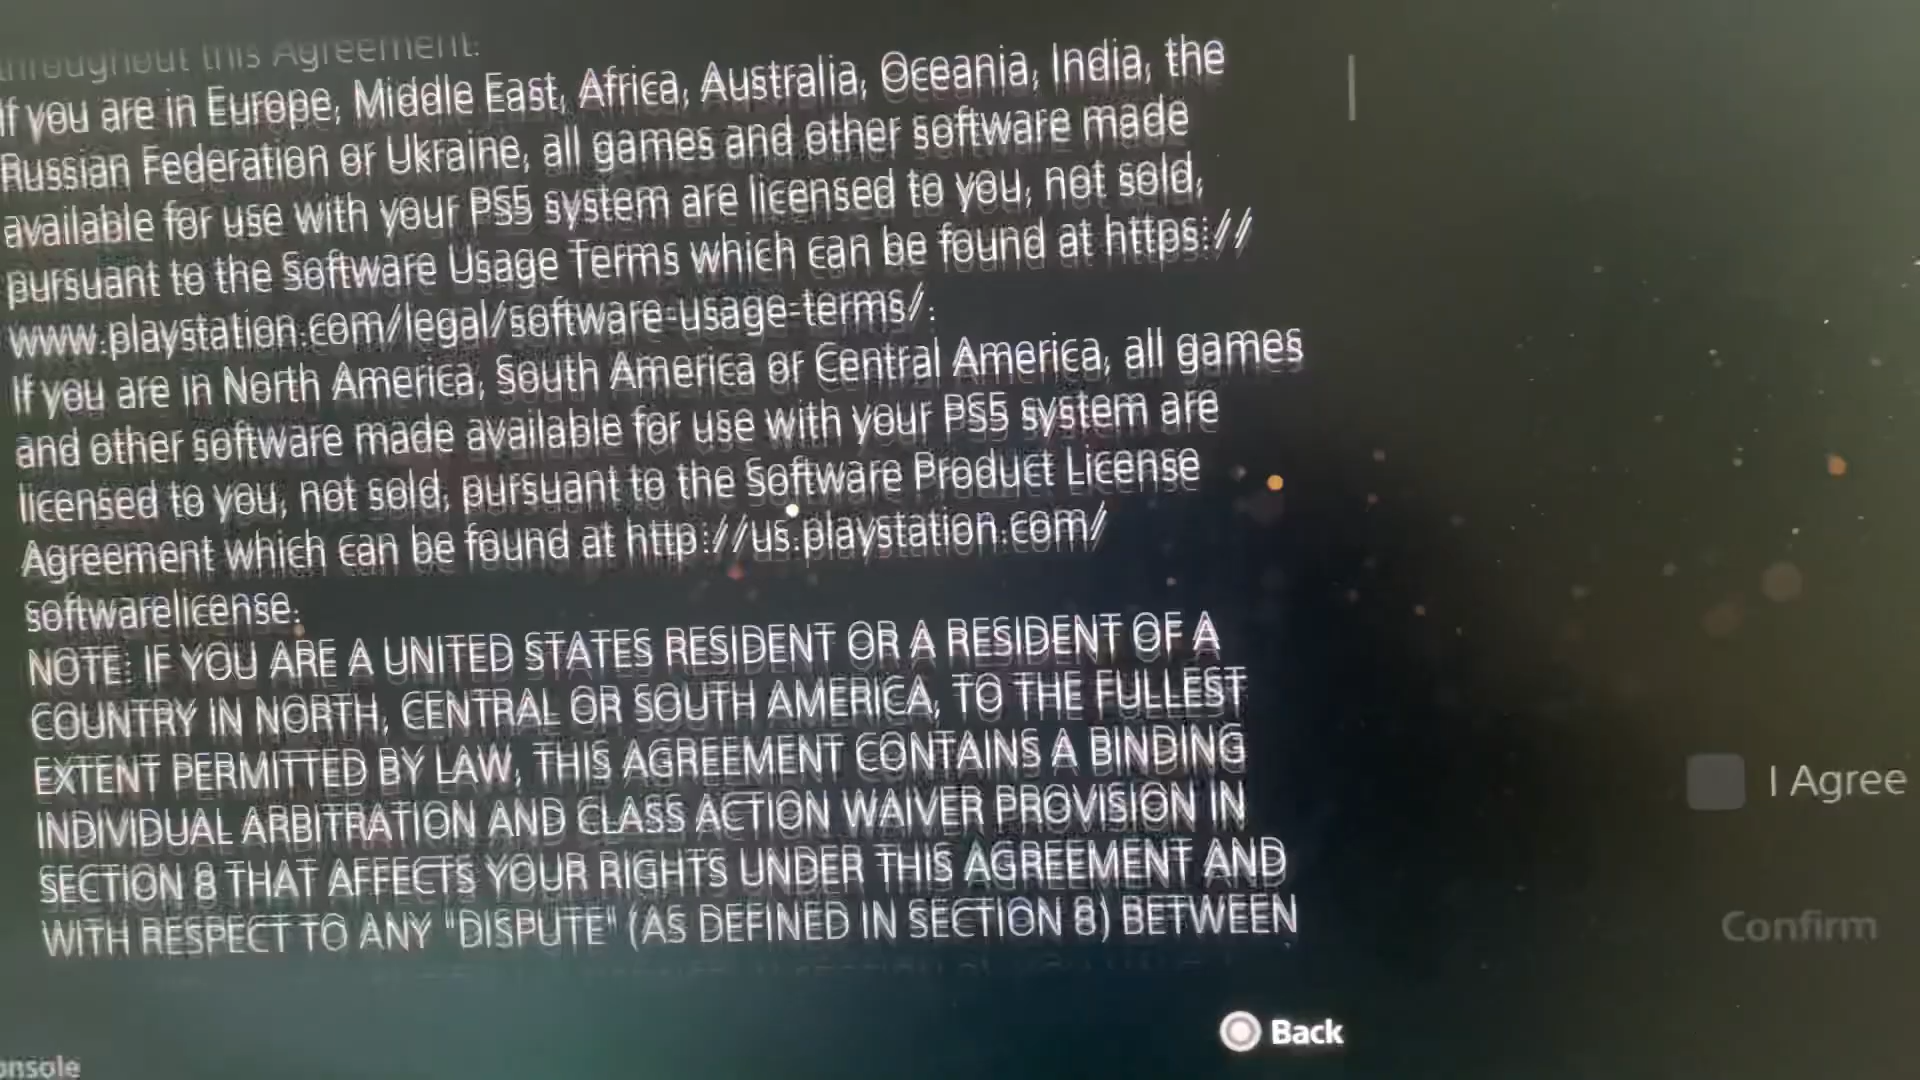 throughout this Agreement.
If you are in Europe, Middle East, Africa, Australia, Oceania, India, the
Russian Federation or Ukraine, all games and other software made
available for use with your PS5 system are licensed to you, not sold,
pursuant to the Software Usage Terms which can be found at https://
www.playstation.com/legal/software-usage-terms/.
If you are in North America, South America or Central America, all games
and other software made available for use with your PS5 system are
licensed to you, not sold, pursuant to the Software Product License
Agreement which can be found at http://us.playstation.com/
softwarelicense.
NOTE: IF YOU ARE A UNITED STATES RESIDENT OR A RESIDENT OF A
COUNTRY IN NORTH, CENTRAL OR SOUTH AMERICA, TO THE FULLEST
EXTENT PERMITTED BY LAW, THIS AGREEMENT CONTAINS A BINDING
INDIVIDUAL ARBITRATION AND CLASS ACTION WAIVER PROVISION IN
SECTION 8 THAT AFFECTS YOUR RIGHTS UNDER THIS AGREEMENT AND
WITH RESPECT TO ANY "DISPUTE" (AS DEFINED IN SECTION 8) BETWEEN
I Agree
Confirm
Back
onsole